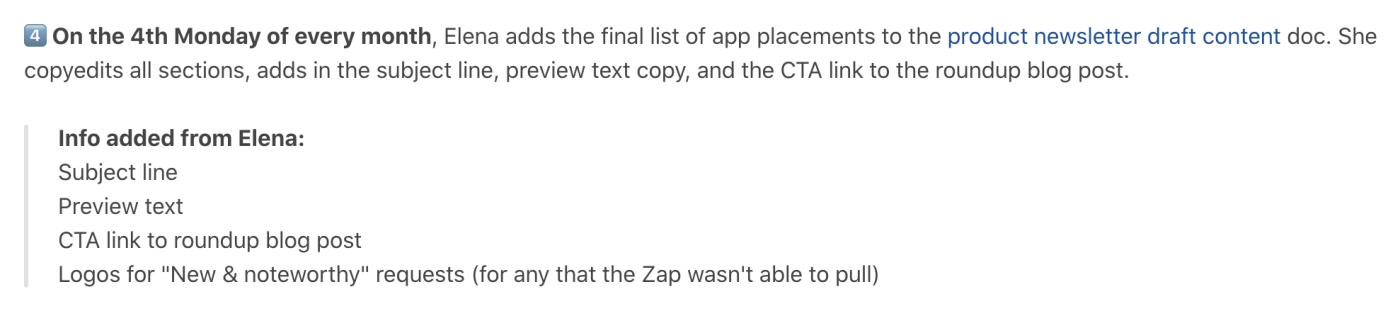 4 On the 4th Monday of every month, Elena adds the final list of app placements to the product newsletter draft content doc. She
copyedits all sections, adds in the subject line, preview text copy, and the CTA link to the roundup blog post.
Info added from Elena:
Subject line
Preview text
CTA link to roundup blog post
Logos for "New & noteworthy" requests (for any that the Zap wasn't able to pull)